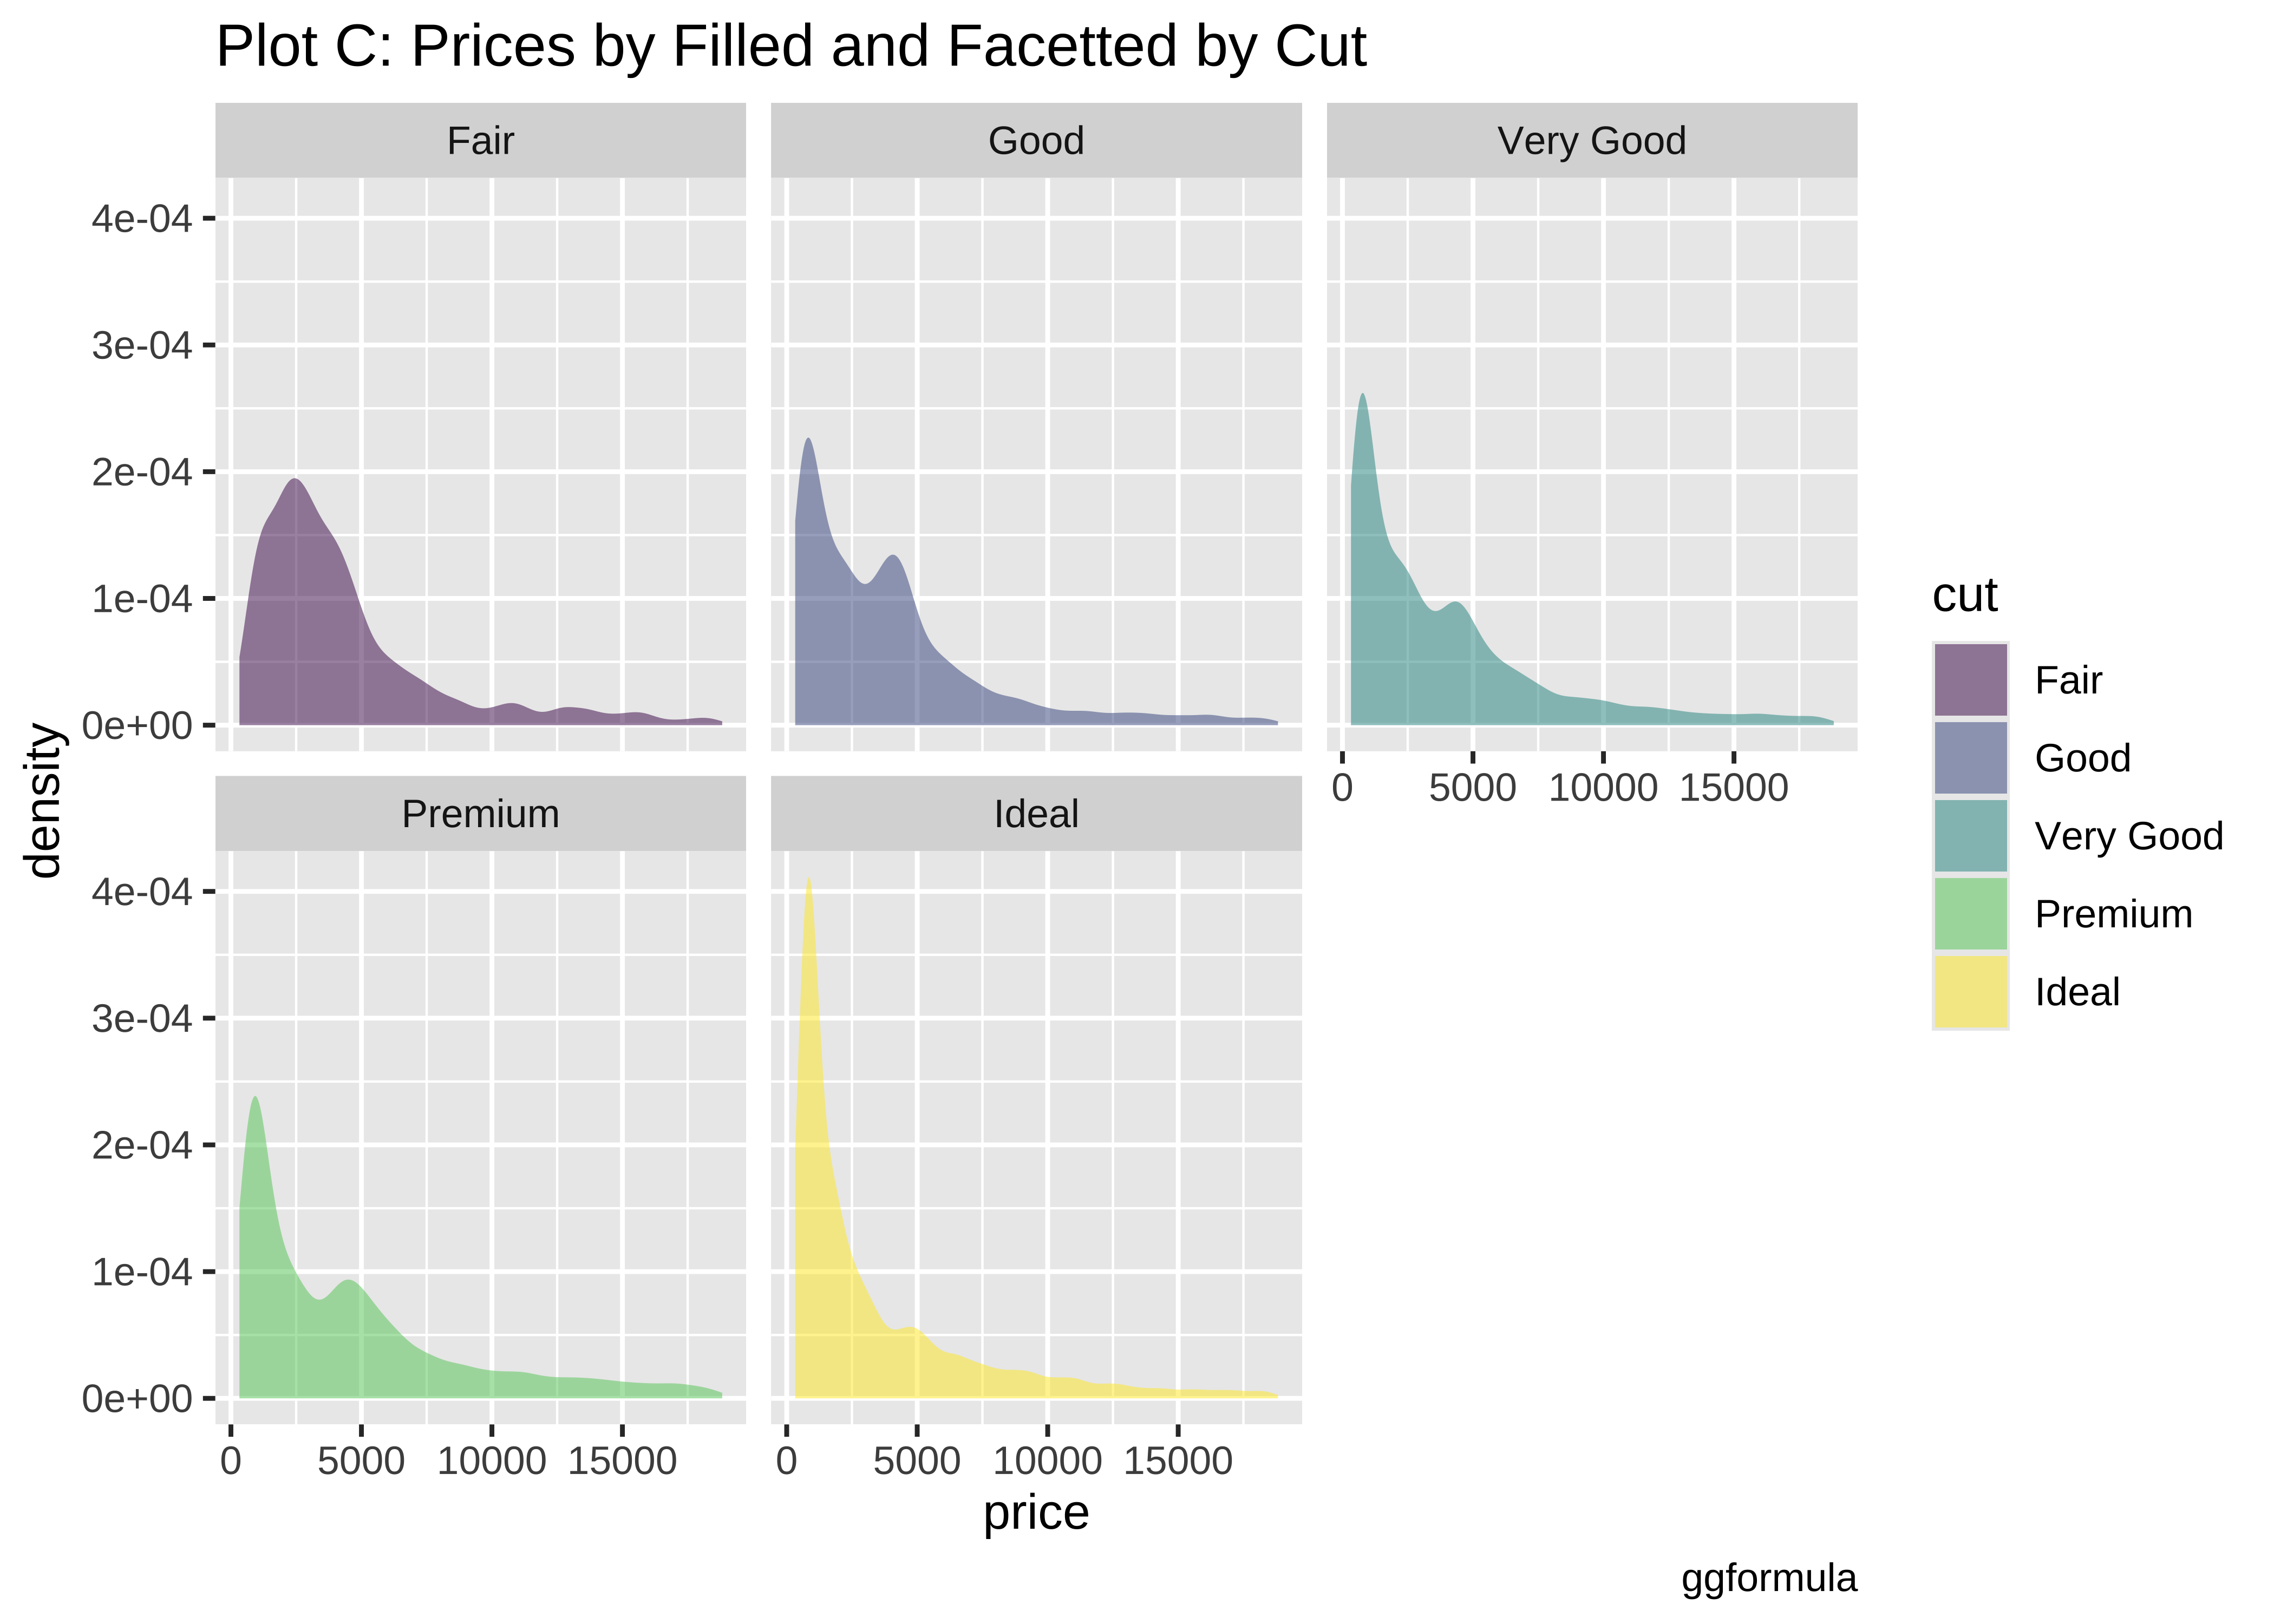 Plot C: Prices by Filled and Facetted by Cut
Fair
Good
Very Good
4e-04
3e-04
2e-04
1e-04
0e+00
0 5000 10000 15000
Premium
Ideal
4e-04
3e-04
2e-04
1e-04
0e+00
0 5000 10000 15000
0 5000 10000 15000
density
price
cut
Fair
Good
Very Good
Premium
Ideal
ggformula